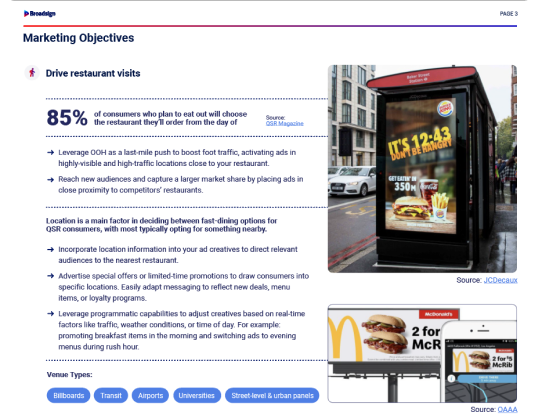 Broadsign
PAGE 3
Marketing Objectives
Drive restaurant visits
85% of consumers who plan to eat out will choose
the restaurant they'll order from the day of
Source:
QSR Magazine
→ Leverage OOH as a last-mile push to boost foot traffic, activating ads in
highly-visible and high-traffic locations close to your restaurant.
→ Reach new audiences and capture a larger market share by placing ads in
close proximity to competitors' restaurants.
Location is a main factor in deciding between fast-dining options for
QSR consumers, with most typically opting for something nearby.
→ Incorporate location information into your ad creatives to direct relevant
audiences to the nearest restaurant.
→ Advertise special offers or limited-time promotions to draw consumers into
specific locations. Easily adapt messaging to reflect new deals, menu
items, or loyalty programs.
→ Leverage programmatic capabilities to adjust creatives based on real-time
factors like traffic, weather conditions, or time of day. For example:
promoting breakfast items in the morning and switching ads to evening
menus during rush hour.
Venue Types:
Billboards
Transit
Airports
Universities
Street-level & urban panels
BURGER
KING
IT'S 12:43
DON'T BE HANGRY
GET EATIN' IN
350M
Coca-Cola
Source: JCDecaux
McDonald's
2 for
McR
McDonald's
2 for $5
McRib
Source: OAAA